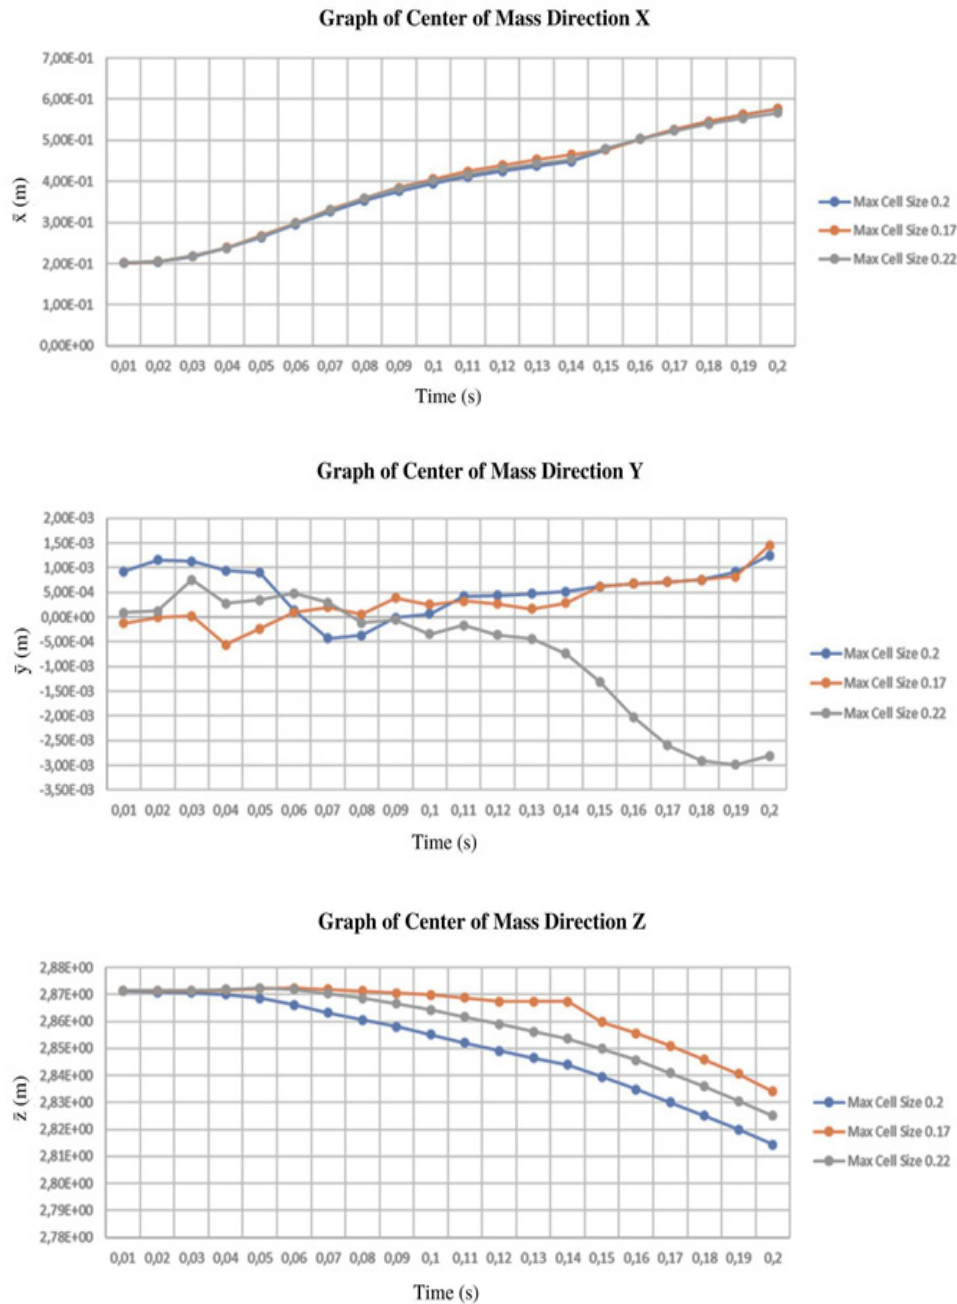 Graph of Center of Mass Direction X
7,00E-01
6,00E-01
5,00E-01
4,00E-01
3,00E-01
2,00E-01
1,00E-01
0,00E+00
x̄ (m)
0,01 0,02 0,03 0,04 0,05 0,06 0,07 0,08 0,09 0,1 0,11 0,12 0,13 0,14 0,15 0,16 0,17 0,18 0,19 0,2
Time (s)
Max Cell Size 0.2
Max Cell Size 0.17
Max Cell Size 0.22
Graph of Center of Mass Direction Y
2,00E-03
1,50E-03
1,00E-03
5,00E-04
0,00E+00
-5,00E-04
-1,00E-03
-1,50E-03
-2,00E-03
-2,50E-03
-3,00E-03
-3,50E-03
ȳ (m)
0,01 0,02 0,03 0,04 0,05 0,06 0,07 0,08 0,09 0,1 0,11 0,12 0,13 0,14 0,15 0,16 0,17 0,18 0,19 0,2
Time (s)
Max Cell Size 0.2
Max Cell Size 0.17
Max Cell Size 0.22
Graph of Center of Mass Direction Z
2,88E+00
2,87E+00
2,86E+00
2,85E+00
2,84E+00
2,83E+00
2,82E+00
2,81E+00
2,80E+00
2,79E+00
2,78E+00
z̄ (m)
0,01 0,02 0,03 0,04 0,05 0,06 0,07 0,08 0,09 0,1 0,11 0,12 0,13 0,14 0,15 0,16 0,17 0,18 0,19 0,2
Time (s)
Max Cell Size 0.2
Max Cell Size 0.17
Max Cell Size 0.22